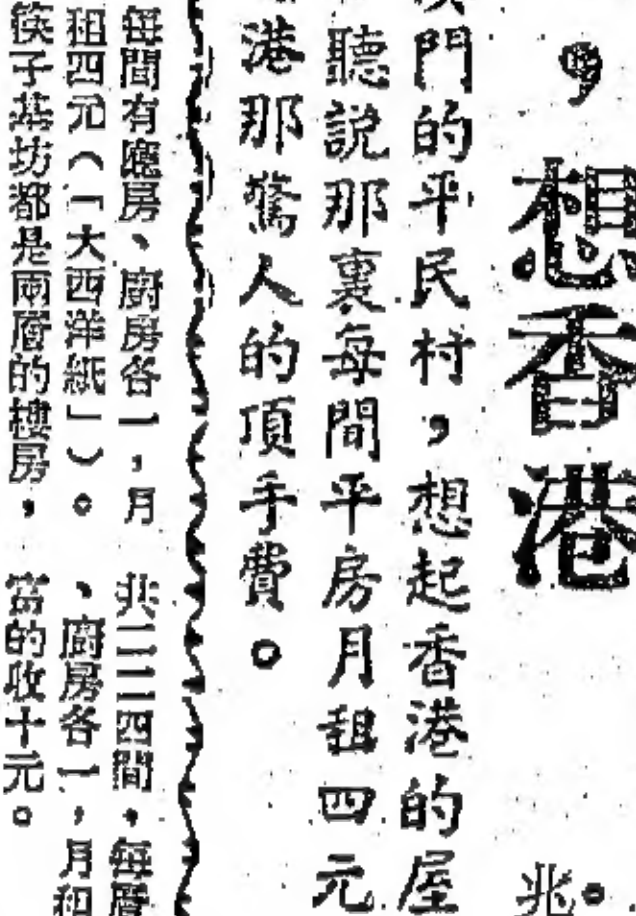 ，想香港
兆。
門的平民村，想起香港的屋
聽說那裏每間平房月租四元
港那驚人的頂手費。
每間有廳房、廚房各一，月
租四元（「大西洋紙」）。
筷子基坊都是兩層的樓房，
共二二四間，每層
、廚房各一，月租
富的收十元。